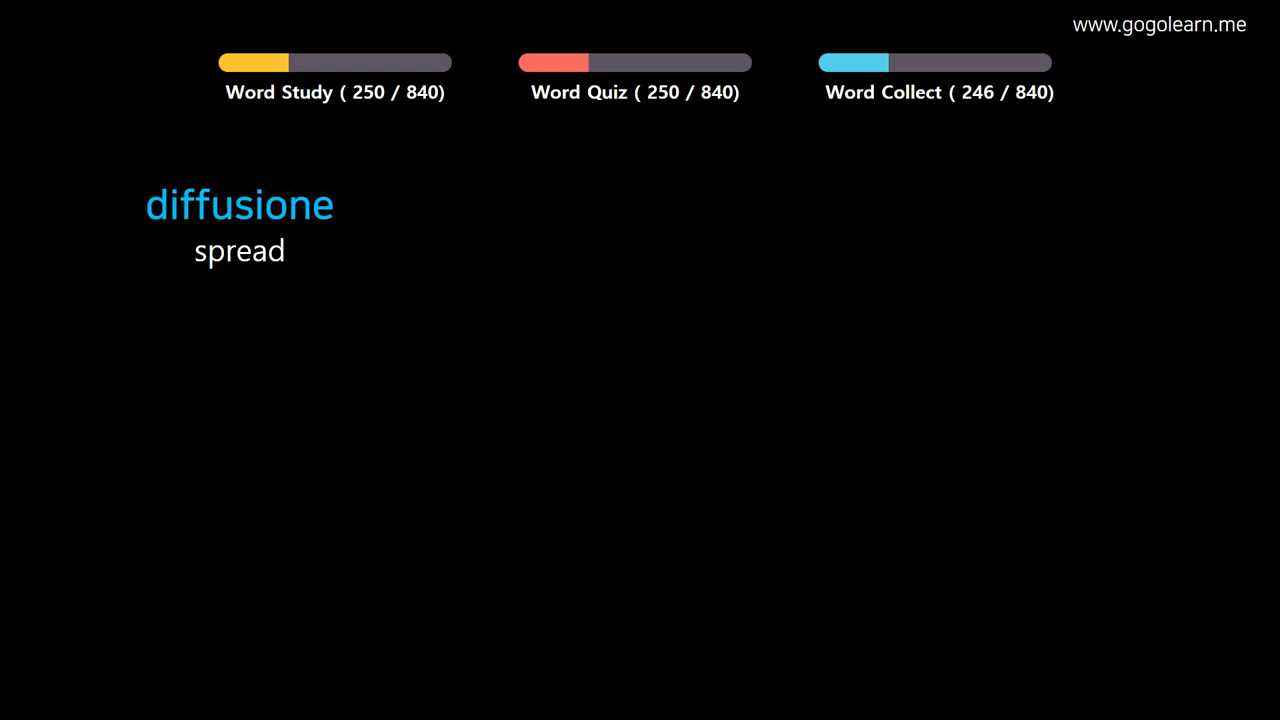 www.gogolearn.me
Word Study ( 250 / 840)
Word Quiz ( 250 / 840)
Word Collect ( 246 / 840)
diffusione
spread